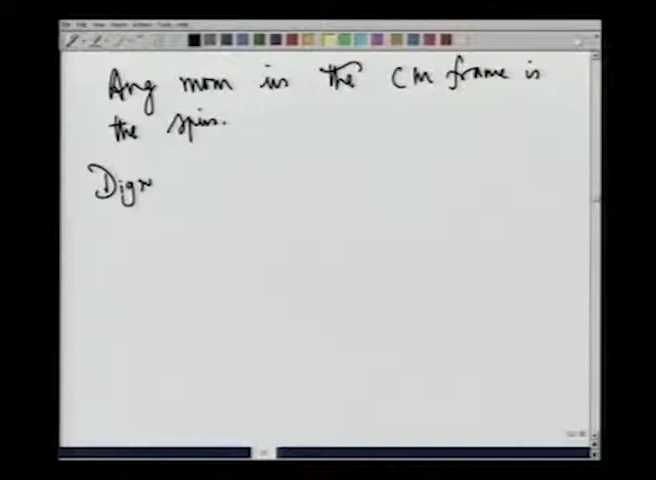 Ang mom in the CM frame is
the spin.
Digr